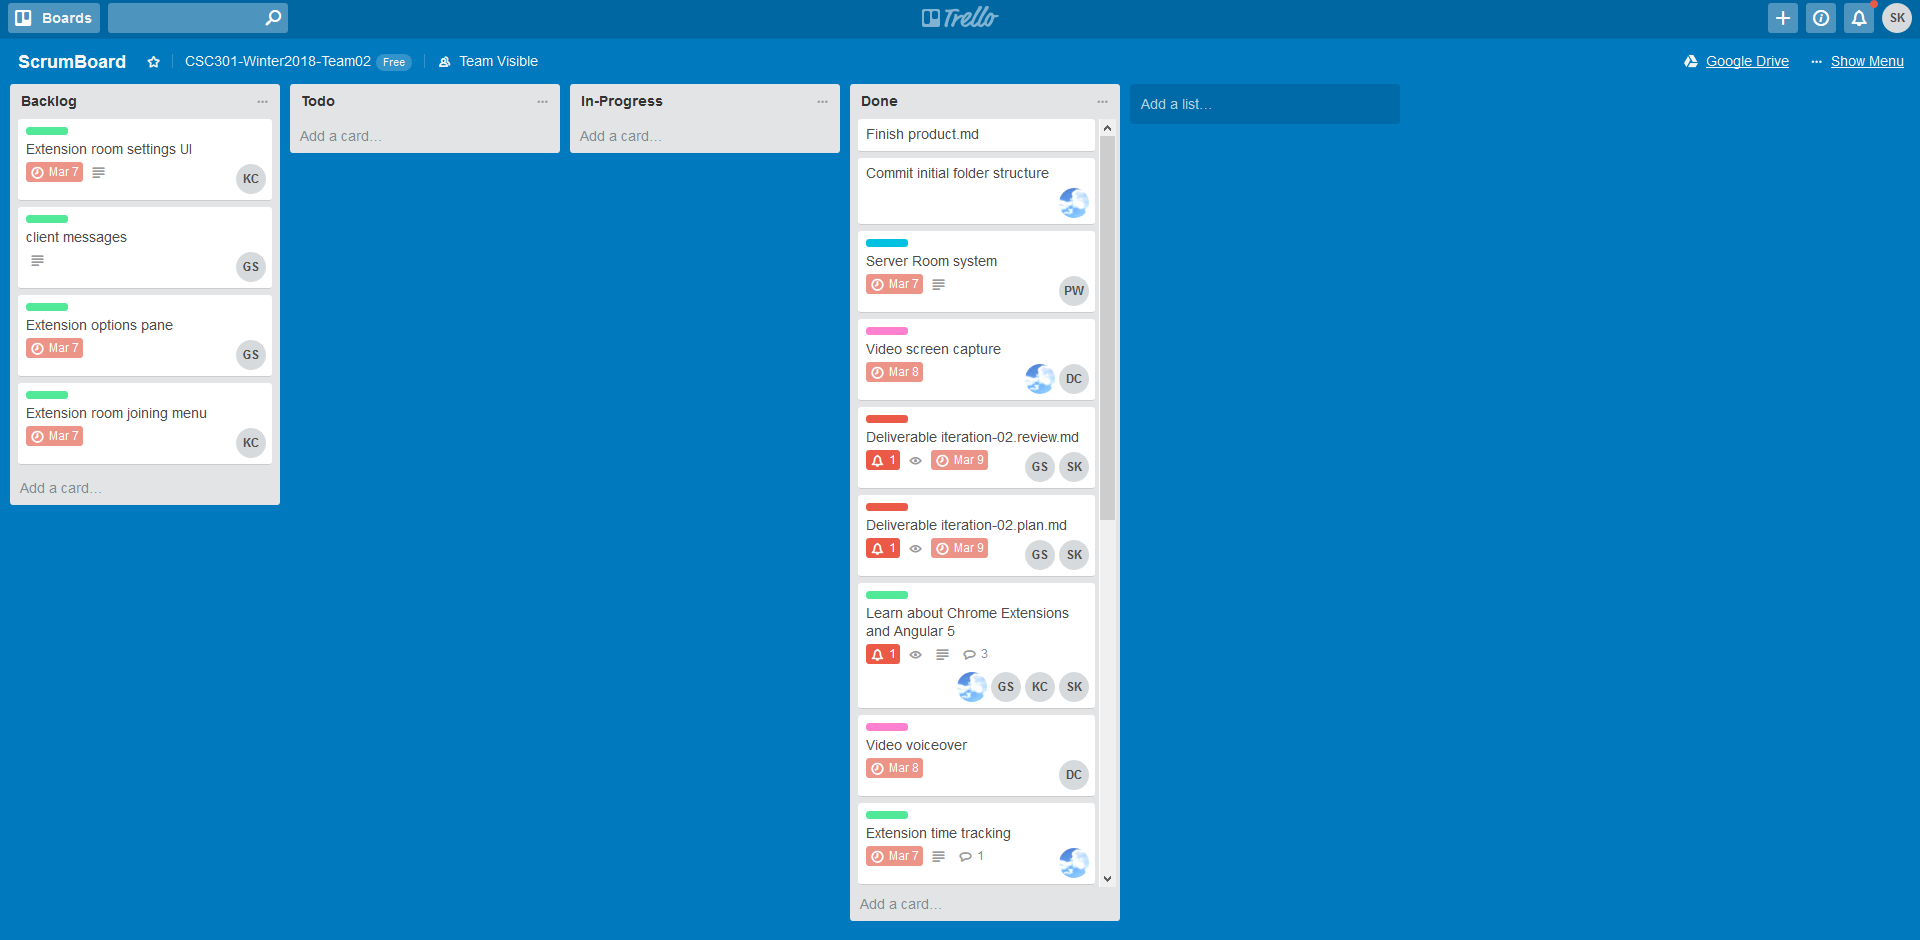 Boards
Trello
SK
ScrumBoard
CSC301-Winter2018-Team02 Free
Team Visible
Google Drive
... Show Menu
Backlog ...
Extension room settings UI
Mar 7
KC
client messages
GS
Extension options pane
Mar 7
GS
Extension room joining menu
Mar 7
KC
Add a card...
Todo ...
Add a card...
In-Progress ...
Add a card...
Done ...
Finish product.md
Commit initial folder structure
Server Room system
Mar 7
PW
Video screen capture
Mar 8
DC
Deliverable iteration-02.review.md
1 Mar 9
GS SK
Deliverable iteration-02.plan.md
1 Mar 9
GS SK
Learn about Chrome Extensions
and Angular 5
1 3
GS KC SK
Video voiceover
Mar 8
DC
Extension time tracking
Mar 7 1
Add a card...
Add a list...